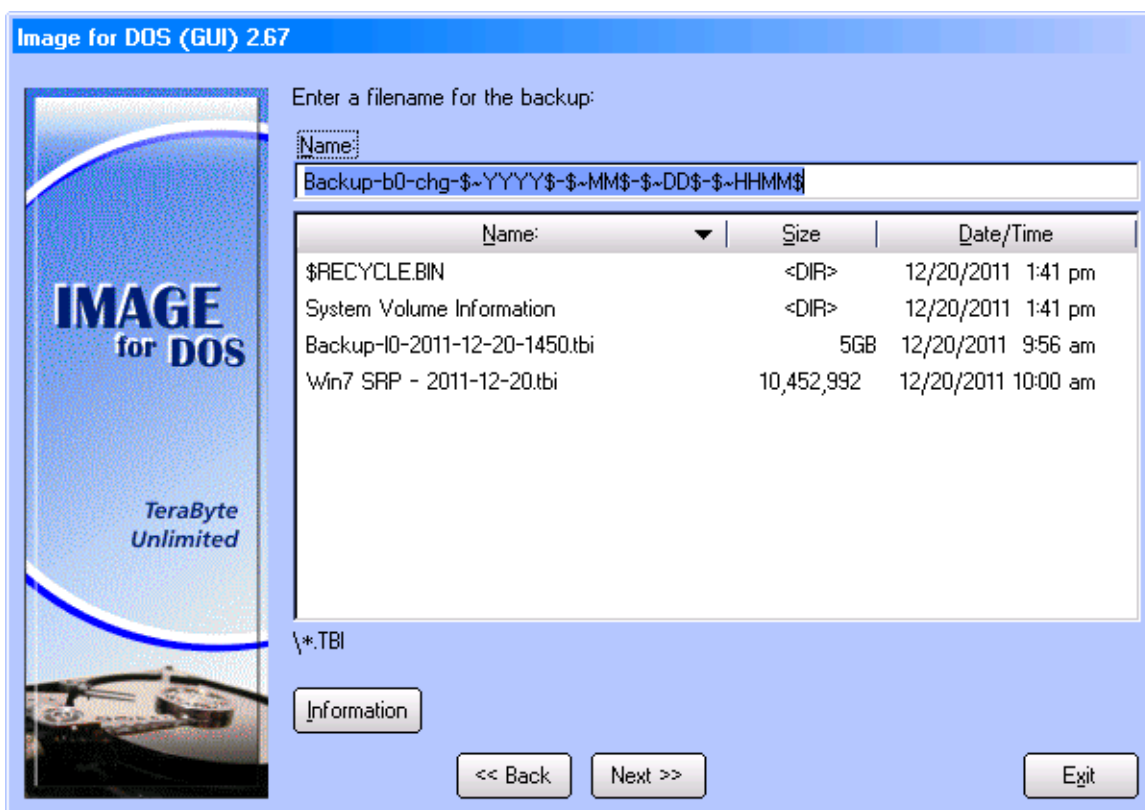 Image for DOS (GUI) 2.67
Enter a filename for the backup:
Name:
Backup-b0-chg-$~YYYY$-$~MM$-$~DD$-$~HHMM$
Name: Size Date/Time
$RECYCLE.BIN <DIR> 12/20/2011 1:41 pm
System Volume Information <DIR> 12/20/2011 1:41 pm
Backup-I0-2011-12-20-1450.tbi 5GB 12/20/2011 9:56 am
Win7 SRP - 2011-12-20.tbi 10,452,992 12/20/2011 10:00 am
IMAGE
for DOS
TeraByte
Unlimited
\*.TBI
Information
<< Back Next >> Exit